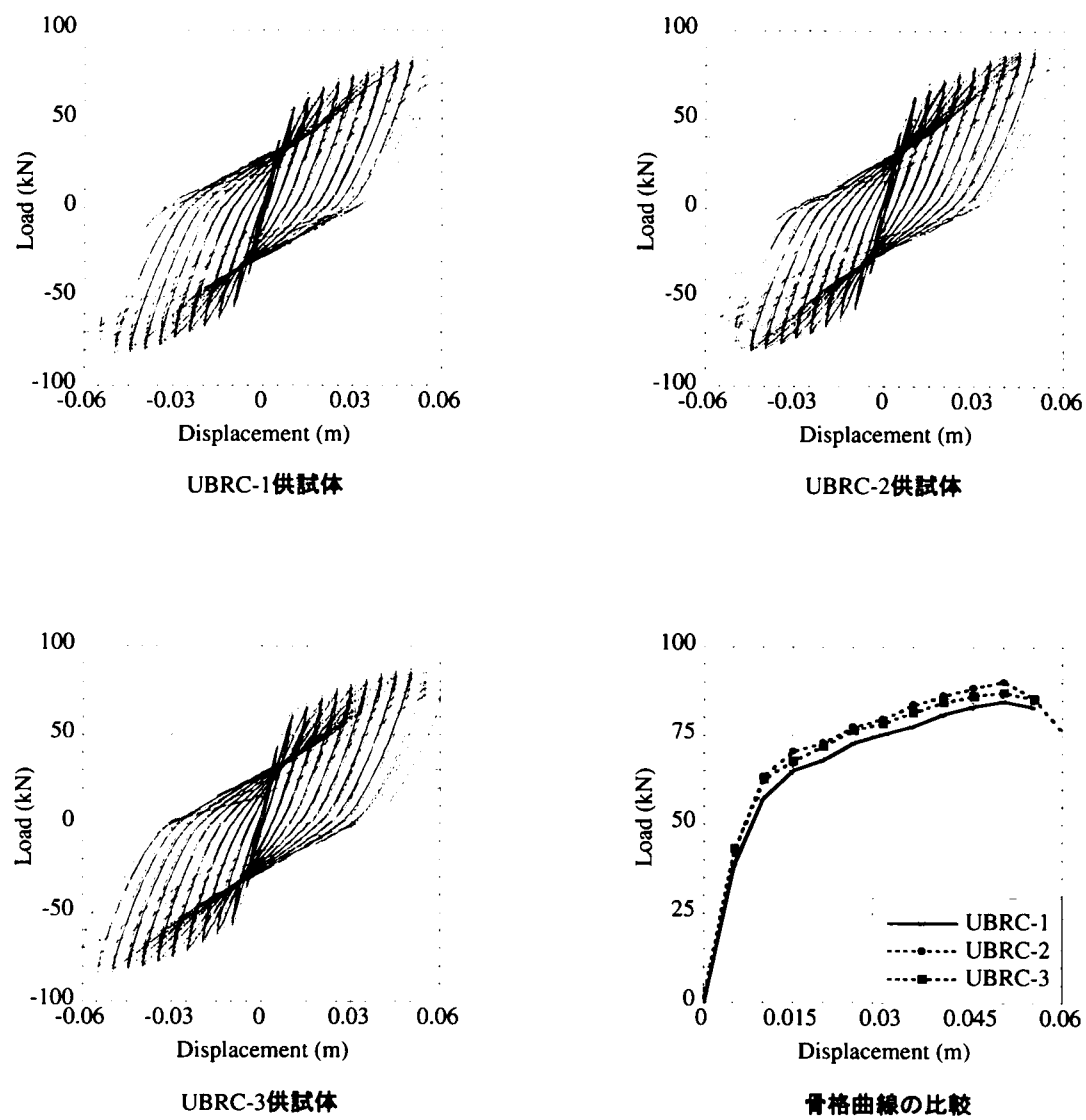 100
50
0
-50
-100
Load (kN)
-0.06 -0.03 0 0.03 0.06
Displacement (m)
UBRC-1供試体
100
50
0
-50
-100
Load (kN)
-0.06 -0.03 0 0.03 0.06
Displacement (m)
UBRC-2供試体
100
50
0
-50
-100
Load (kN)
-0.06 -0.03 0 0.03 0.06
Displacement (m)
UBRC-3供試体
100
75
50
25
0
Load (kN)
UBRC-1
UBRC-2
UBRC-3
0 0.015 0.03 0.045 0.06
Displacement (m)
骨格曲線の比較